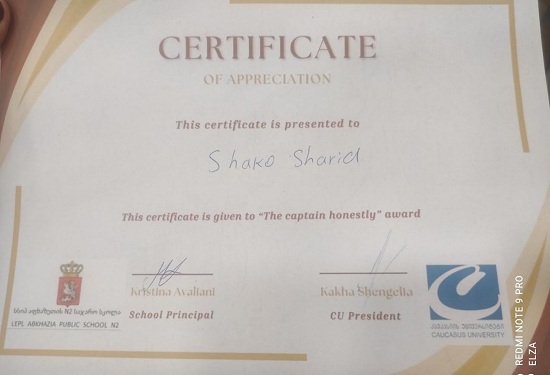 CERTIFICATE
OF APPRECIATION
This certificate is presented to
Shako Sharid
This certificate is given to “The captain honestly” award
Kristina Avaliani
School Principal
Kakha Shengelia
CU President
LEPL ABKHAZIA PUBLIC SCHOOL N2
CAUCASUS UNIVERSITY
REDMI NOTE 9 PRO
ELZA